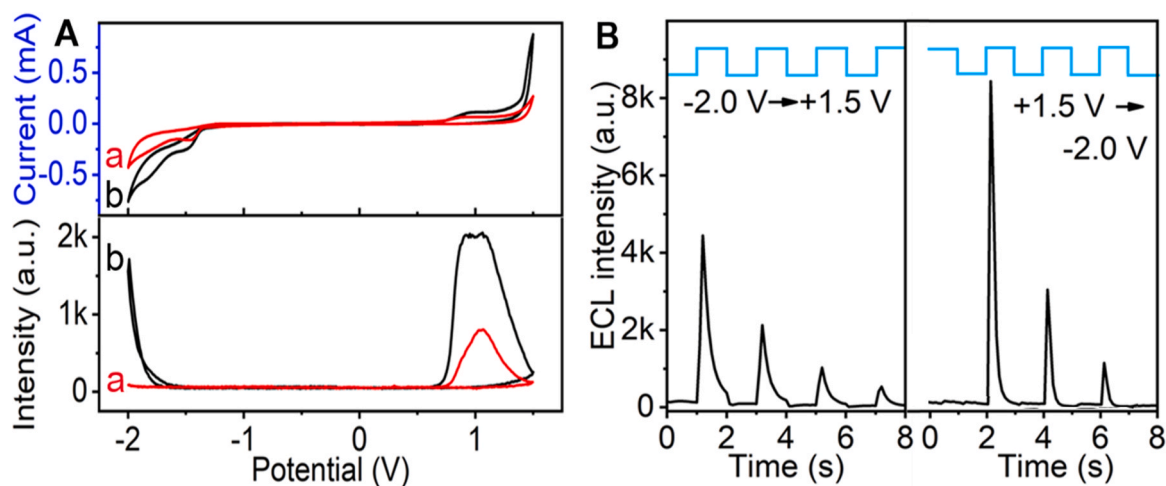 A
Current (mA)
0.5
0.0
-0.5
a
b
Intensity (a.u.)
2k
1k
0
b
a
-2
-1
0
1
Potential (V)
B
ECL intensity (a.u.)
8k
6k
4k
2k
0
-2.0 V→+1.5 V
0
2
4
6
8
Time (s)
+1.5 V →
-2.0 V
0
2
4
6
8
Time (s)